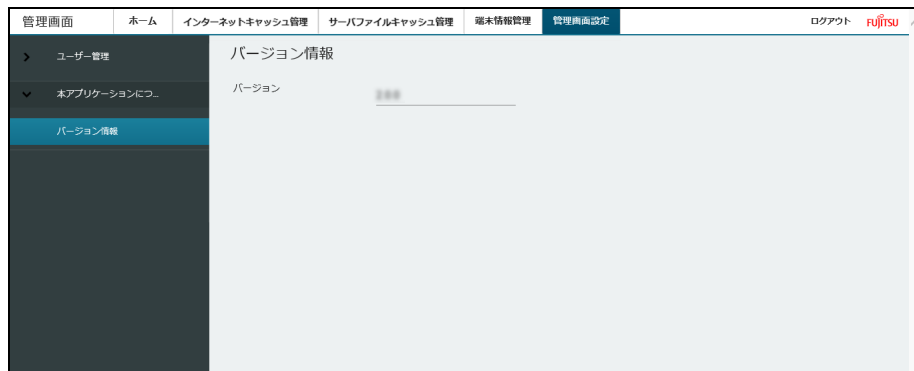 管理画面
ホーム
インターネットキャッシュ管理
サーバファイルキャッシュ管理
端末情報管理
管理画面設定
ログアウト
FUJITSU
ユーザー管理
本アプリケーションにつ...
バージョン情報
バージョン情報
バージョン